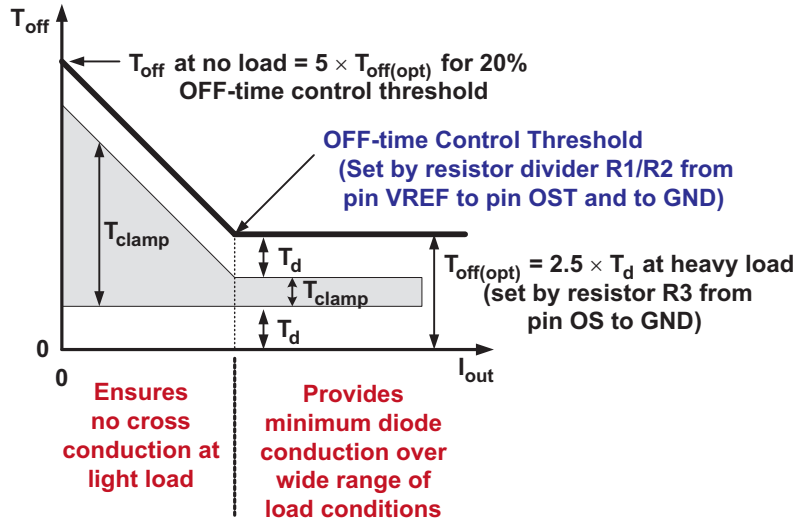 T_off
T_off at no load = 5 × T_off(opt) for 20%
OFF-time control threshold
OFF-time Control Threshold
(Set by resistor divider R1/R2 from
pin VREF to pin OST and to GND)
T_clamp
T_d
T_clamp
T_d
T_off(opt) = 2.5 × T_d at heavy load
(set by resistor R3 from
pin OS to GND)
0
0
I_out
Ensures
no cross
conduction at
light load
Provides
minimum diode
conduction over
wide range of
load conditions